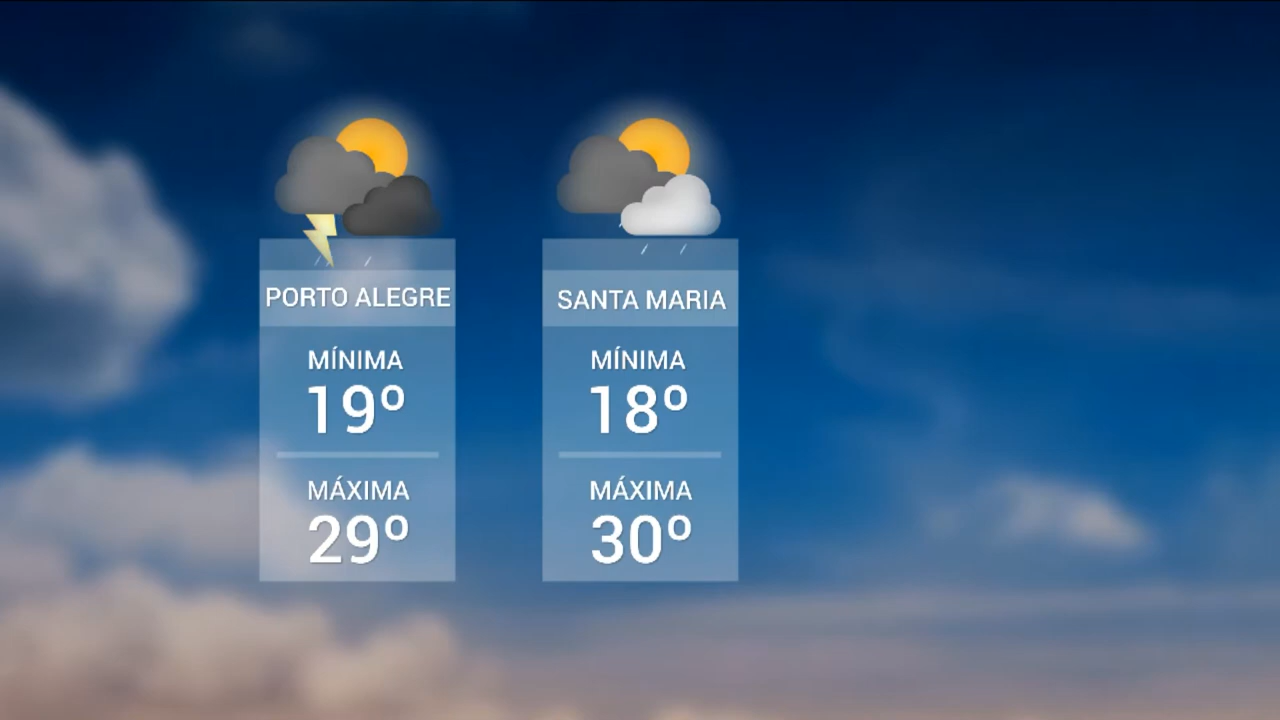 PORTO ALEGRE
MÍNIMA
19º
MÁXIMA
29º
SANTA MARIA
MÍNIMA
18º
MÁXIMA
30º